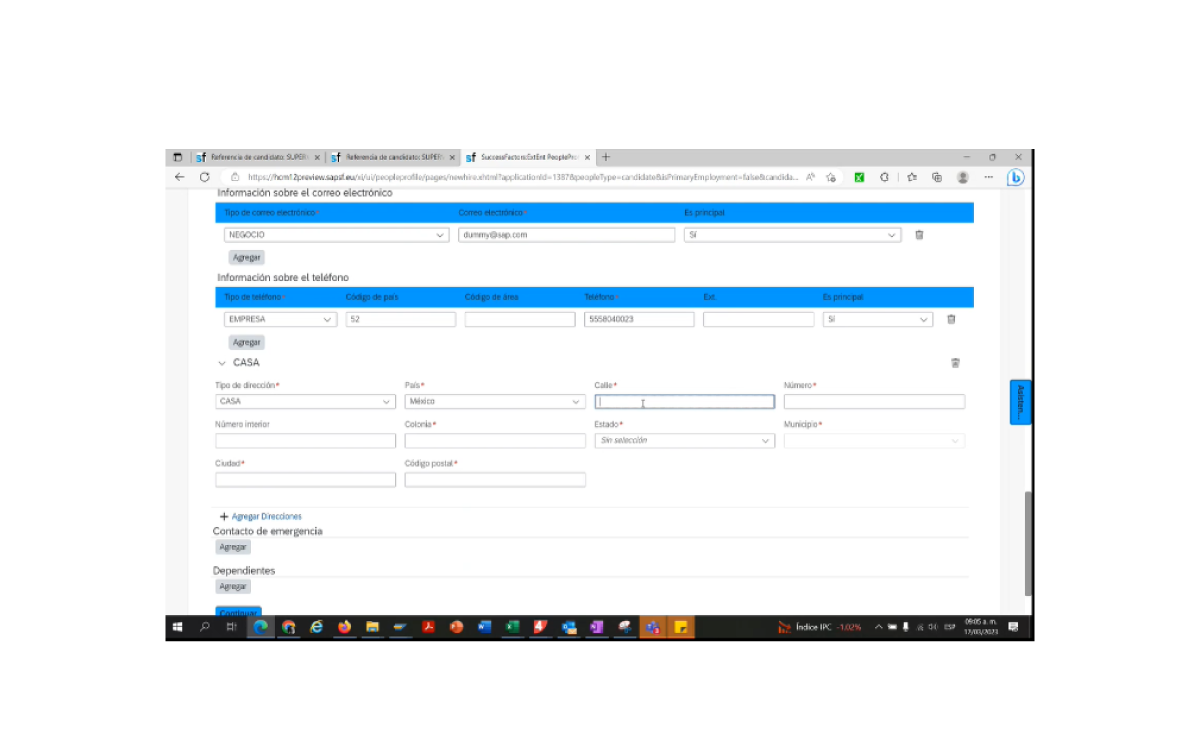 Referencia de candidato: SUPER Referencia de candidato: SUPER SuccessFactors:ExtEnt PeoplePro
https://hcm12preview.sapsf.eu/xi/ui/peopleprofile/pages/newhire.xhtml?applicationId=1387&peopleType=candidate&isPrimaryEmployment=false&candida...
Información sobre el correo electrónico
Tipo de correo electrónico* Correo electrónico* Es principal
NEGOCIO dummy@sap.com Sí
Agregar
Información sobre el teléfono
Tipo de teléfono* Código de país Código de área Teléfono* Ext. Es principal
EMPRESA 52 5558040023 Sí
Agregar
CASA
Tipo de dirección* País* Calle* Número*
CASA México
Número interior Colonia* Estado* Municipio*
Sin selección
Ciudad* Código postal*
Asisten...
+ Agregar Direcciones
Contacto de emergencia
Agregar
Dependientes
Agregar
Continuar
Índice IPC -1.02% ESP 09:05 a. m.
17/03/2023